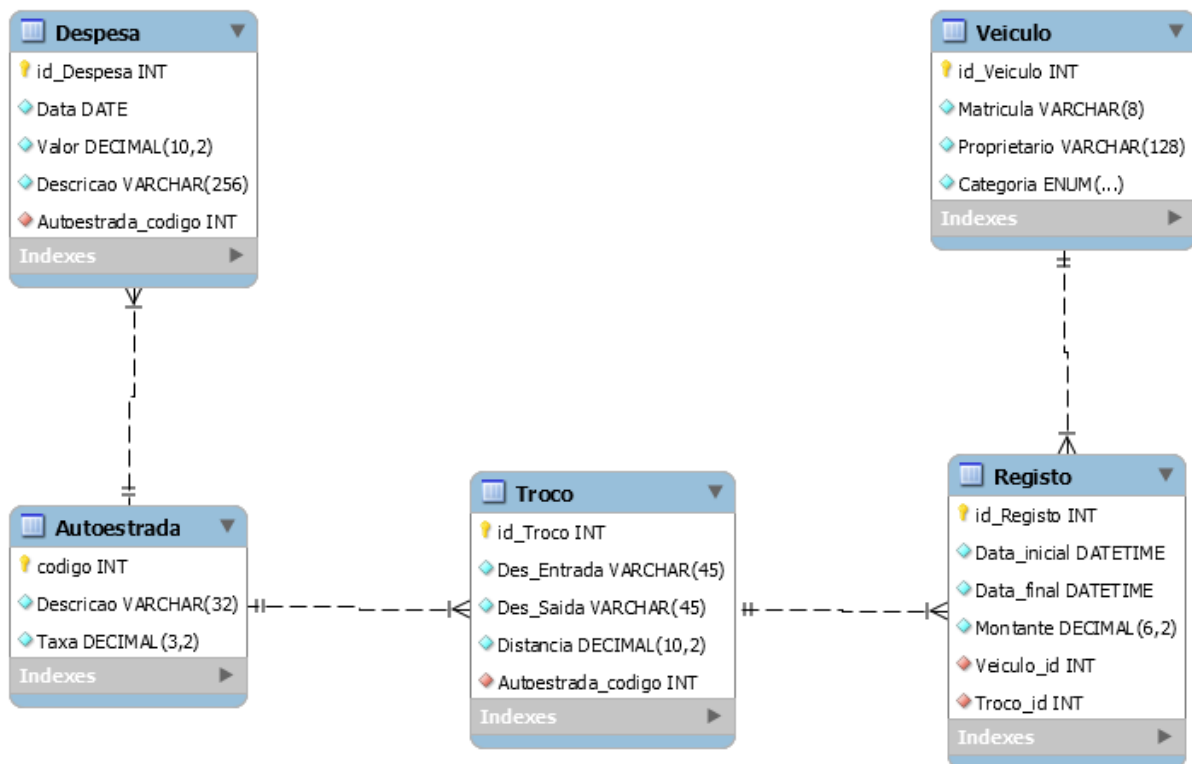 Despesa
id_Despesa INT
Data DATE
Valor DECIMAL(10,2)
Descricao VARCHAR(256)
Autoestrada_codigo INT
Indexes
Veiculo
id_Veiculo INT
Matricula VARCHAR(8)
Proprietario VARCHAR(128)
Categoria ENUM(...)
Indexes
Autoestrada
codigo INT
Descricao VARCHAR(32)
Taxa DECIMAL(3,2)
Indexes
Troco
id_Troco INT
Des_Entrada VARCHAR(45)
Des_Saida VARCHAR(45)
Distancia DECIMAL(10,2)
Autoestrada_codigo INT
Indexes
Registo
id_Registo INT
Data_inicial DATETIME
Data_final DATETIME
Montante DECIMAL(6,2)
Veiculo_id INT
Troco_id INT
Indexes